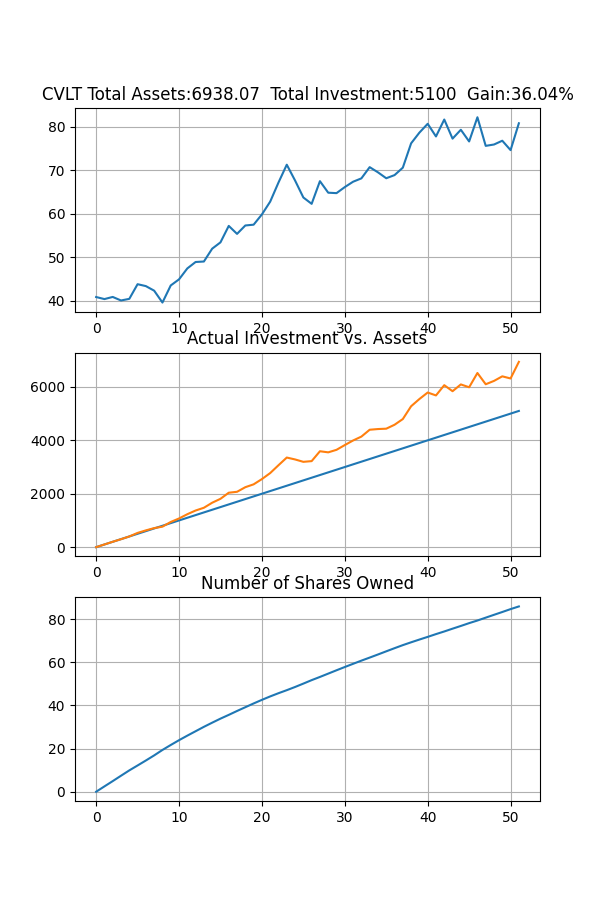 CVLT Total Assets:6938.07  Total Investment:5100  Gain:36.04%
80
70
60
50
40
0 10 20 30 40 50
Actual Investment vs. Assets
6000
4000
2000
0
0 10 20 30 40 50
Number of Shares Owned
80
60
40
20
0
0 10 20 30 40 50